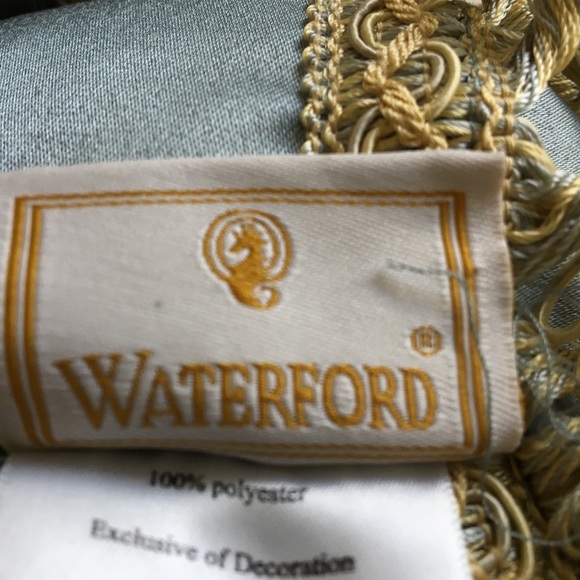 ®
WATERFORD
100% polyester
Exclusive of Decoration